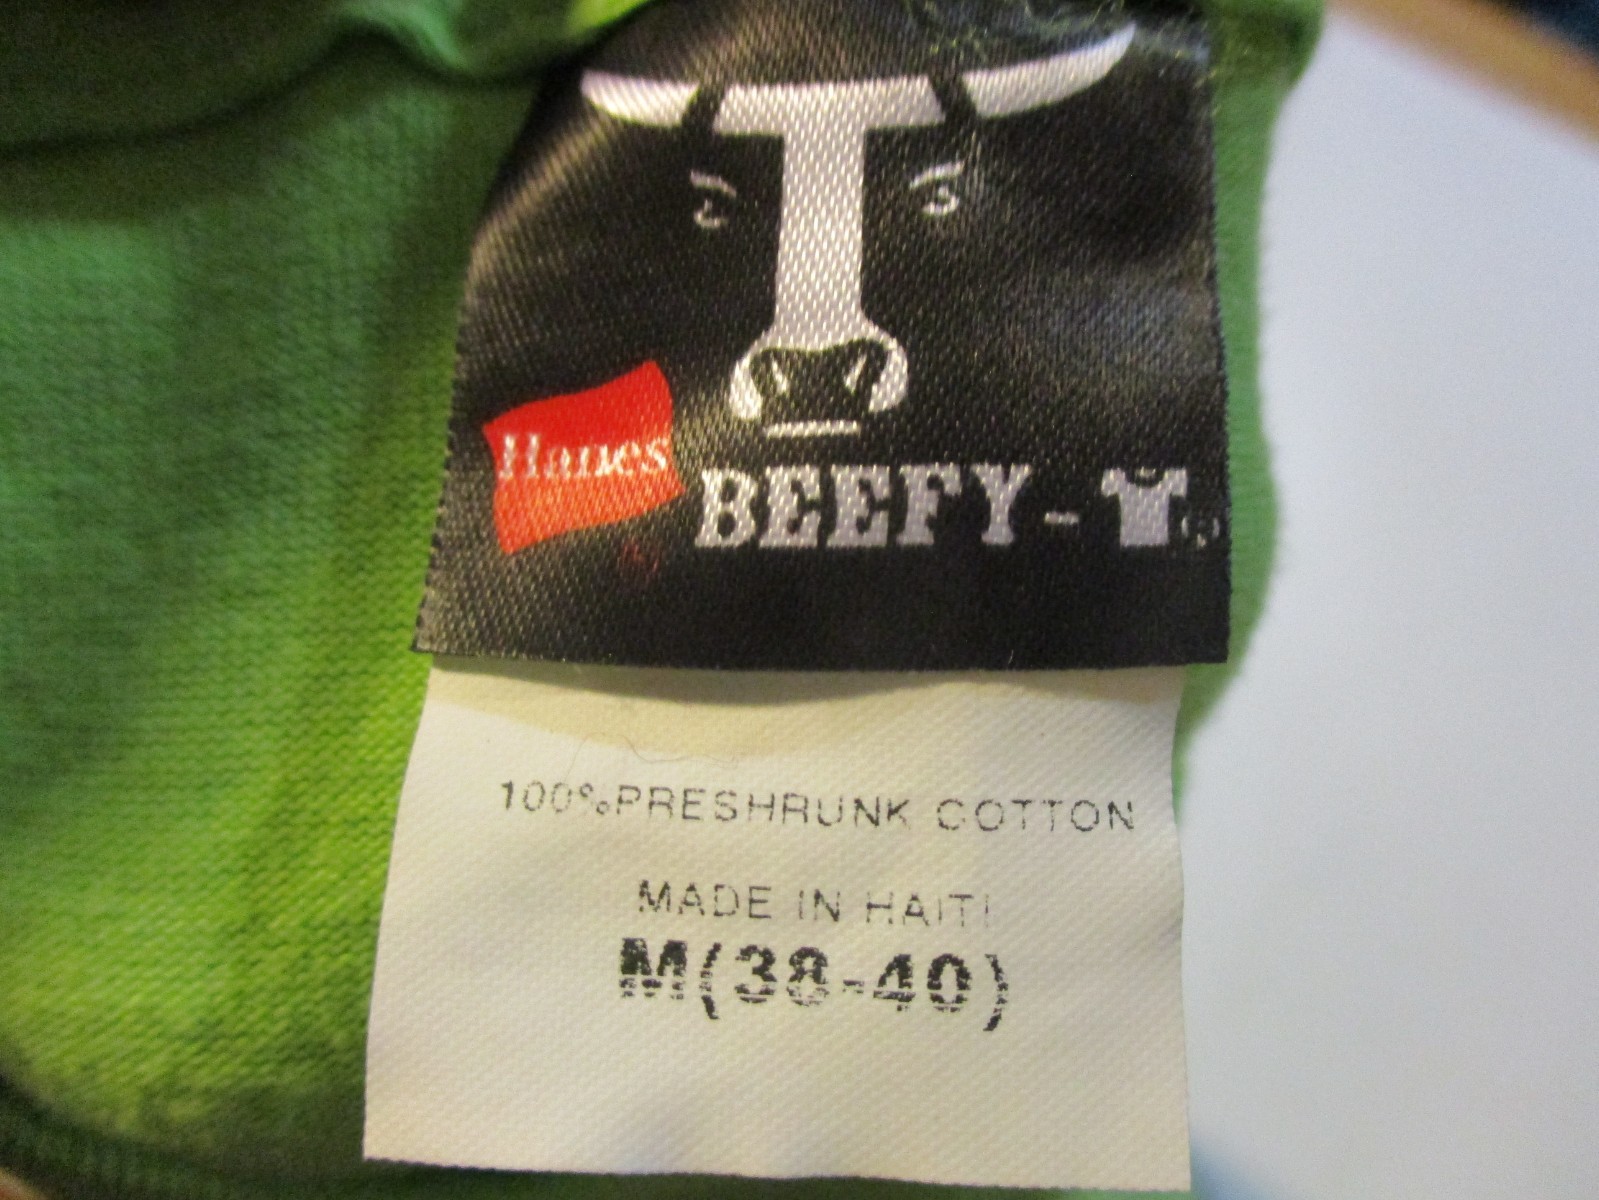 Hanes
BEEFY-
100% PRESHRUNK COTTON
MADE IN HAITI
M(38-40)